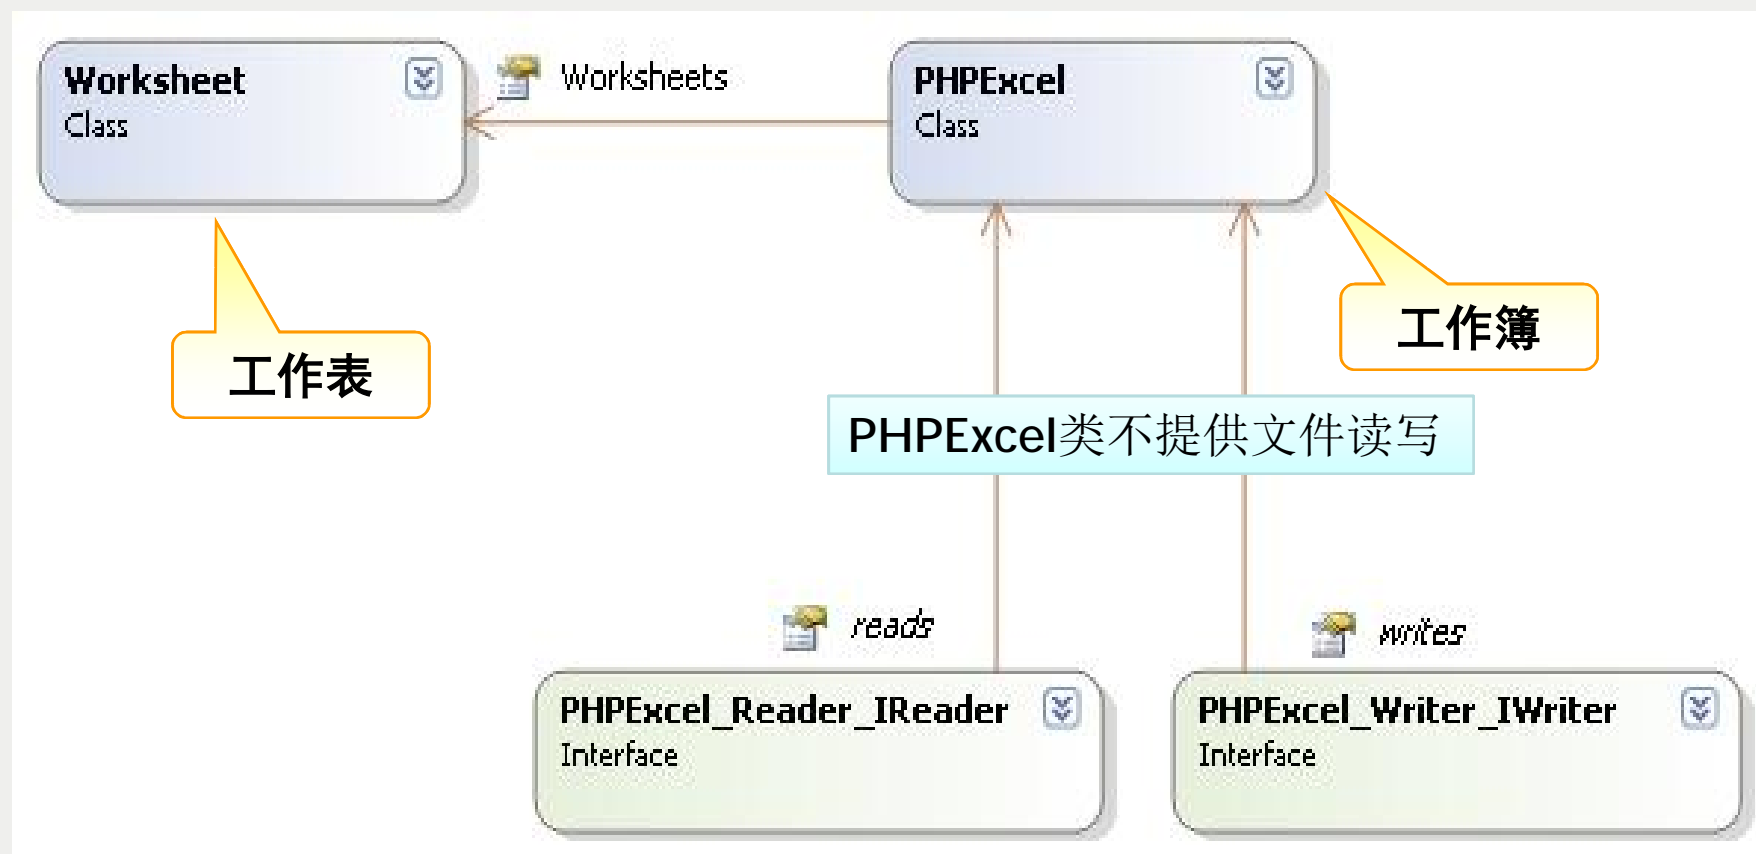 Worksheet
Class
Worksheets
PHPExcel
Class
工作表
工作簿
PHPExcel类不提供文件读写
reads
writes
PHPExcel_Reader_IReader
Interface
PHPExcel_Writer_IWriter
Interface